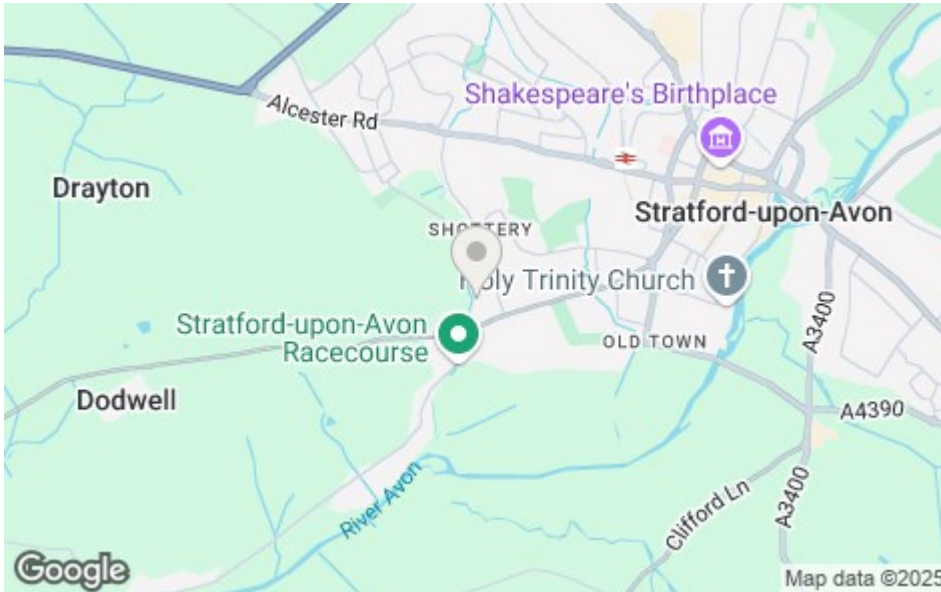 Shakespeare's Birthplace
Alcester Rd
Drayton
Stratford-upon-Avon
SHOTTERY
Holy Trinity Church
Stratford-upon-Avon
Racecourse
OLD TOWN
A3400
Dodwell
A4390
River Avon
Clifford Ln
A3400
Google
Map data ©2025